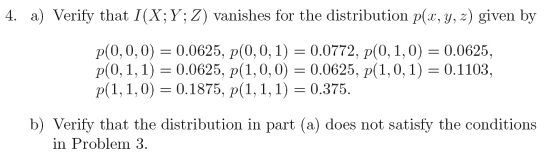 4. a) Verify that I(X; Y; Z) vanishes for the distribution p(x, y, z) given by
p(0, 0, 0) = 0.0625, p(0, 0, 1) = 0.0772, p(0, 1, 0) = 0.0625,
p(0, 1, 1) = 0.0625, p(1, 0, 0) = 0.0625, p(1, 0, 1) = 0.1103,
p(1, 1, 0) = 0.1875, p(1, 1, 1) = 0.375.
b) Verify that the distribution in part (a) does not satisfy the conditions
in Problem 3.